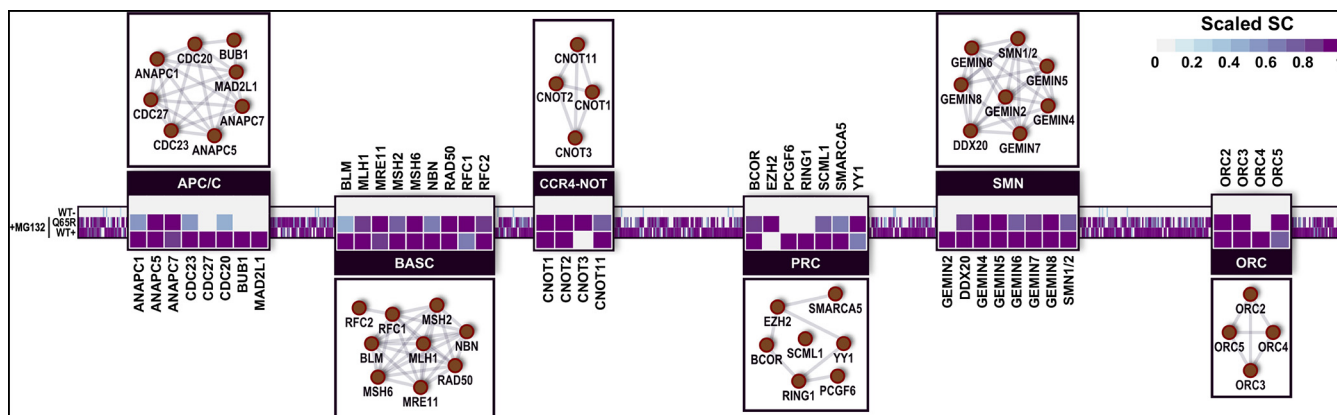 Scaled SC
0 0.2 0.4 0.6 0.8
CDC20
BUB1
ANAPC1
MAD2L1
CDC27
ANAPC7
CDC23
ANAPC5
APC/C
WT-
Q65R
+MG132
WT+
ANAPC1
ANAPC5
ANAPC7
CDC23
CDC27
CDC20
BUB1
MAD2L1
BLM
MLH1
MRE11
MSH2
MSH6
NBN
RAD50
RFC1
RFC2
BASC
RFC2
RFC1
MSH2
BLM
MLH1
NBN
MSH6
RAD50
MRE11
CNOT11
CNOT2
CNOT1
CNOT3
CCR4-NOT
CNOT1
CNOT2
CNOT3
CNOT11
BCOR
EZH2
PCGF6
RING1
SCML1
SMARCA5
YY1
PRC
SMARCA5
EZH2
BCOR
SCML1
YY1
RING1
PCGF6
SMN1/2
GEMIN6
GEMIN5
GEMIN8
GEMIN2
GEMIN4
DDX20
GEMIN7
SMN
GEMIN2
DDX20
GEMIN4
GEMIN5
GEMIN6
GEMIN7
GEMIN8
SMN1/2
ORC2
ORC3
ORC4
ORC5
ORC
ORC2
ORC5
ORC4
ORC3